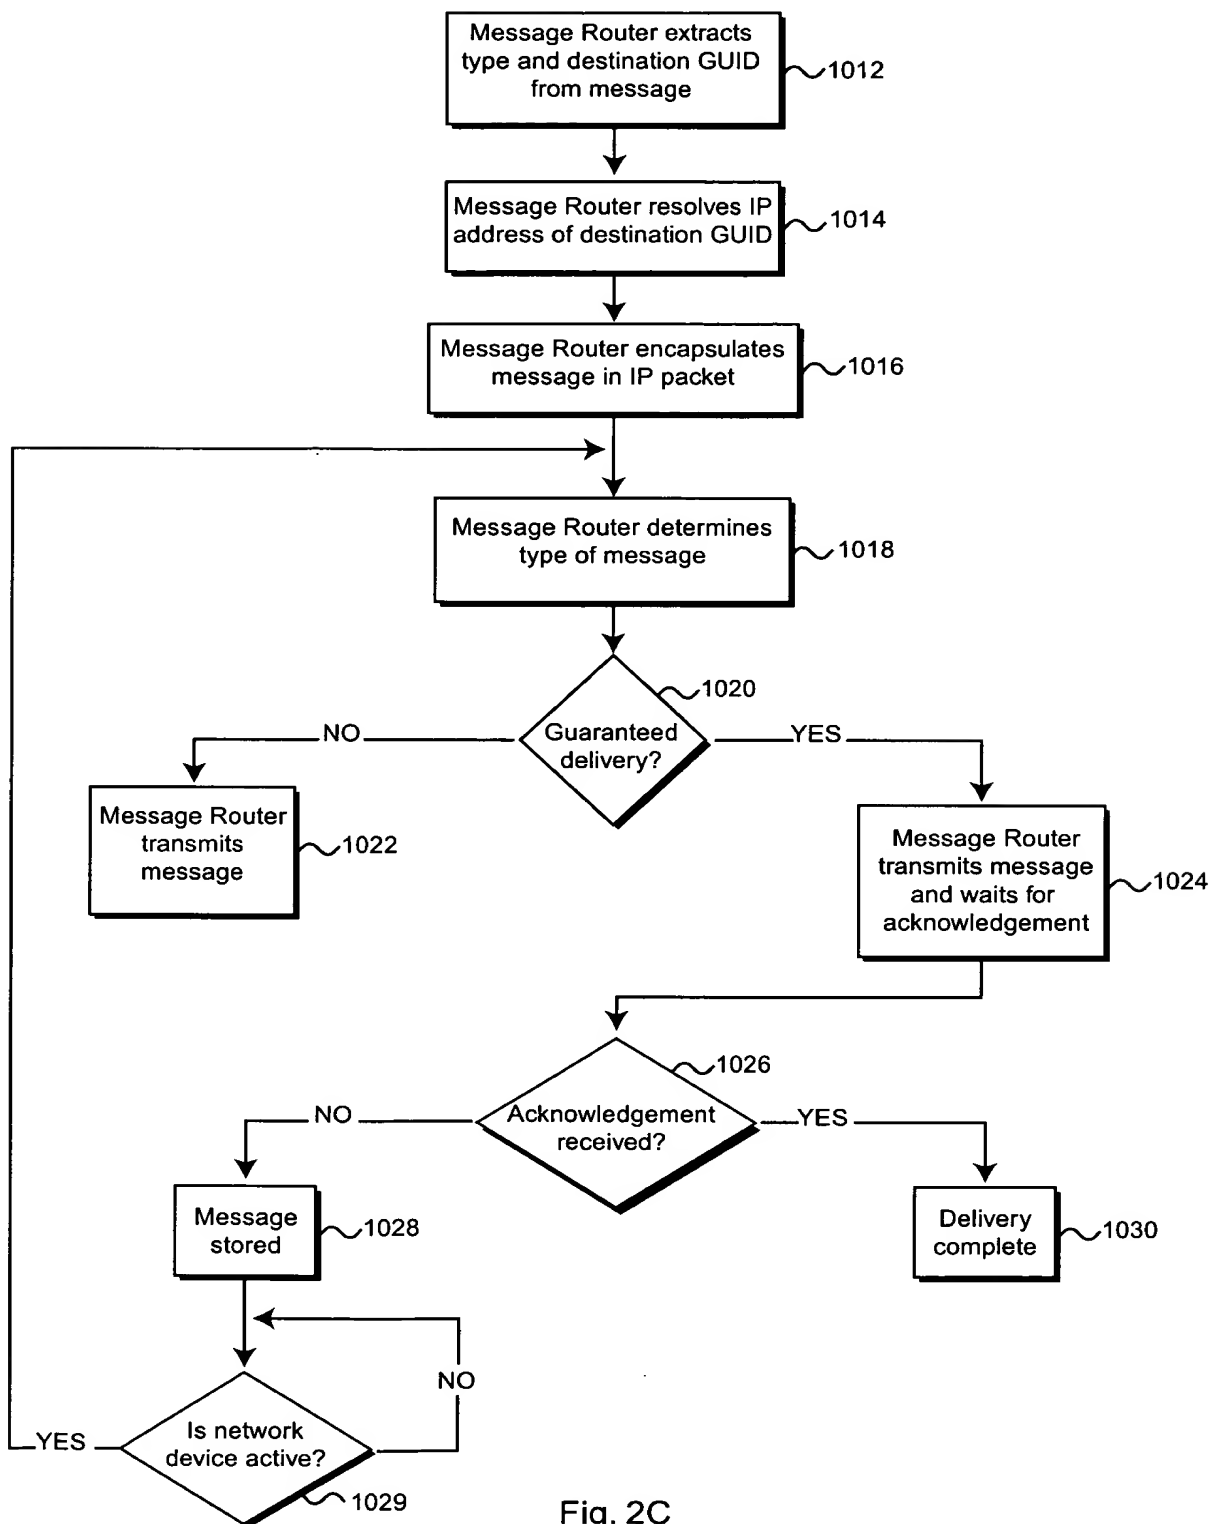 Message Router extracts
type and destination GUID
from message
1012
Message Router resolves IP
address of destination GUID
1014
Message Router encapsulates
message in IP packet
1016
Message Router determines
type of message
1018
1020
Guaranteed
delivery?
NO
YES
Message Router
transmits
message
1022
Message Router
transmits message
and waits for
acknowledgement
1024
1026
Acknowledgement
received?
NO
YES
Message
stored
1028
Delivery
complete
1030
NO
Is network
device active?
YES
1029
Fig. 2C